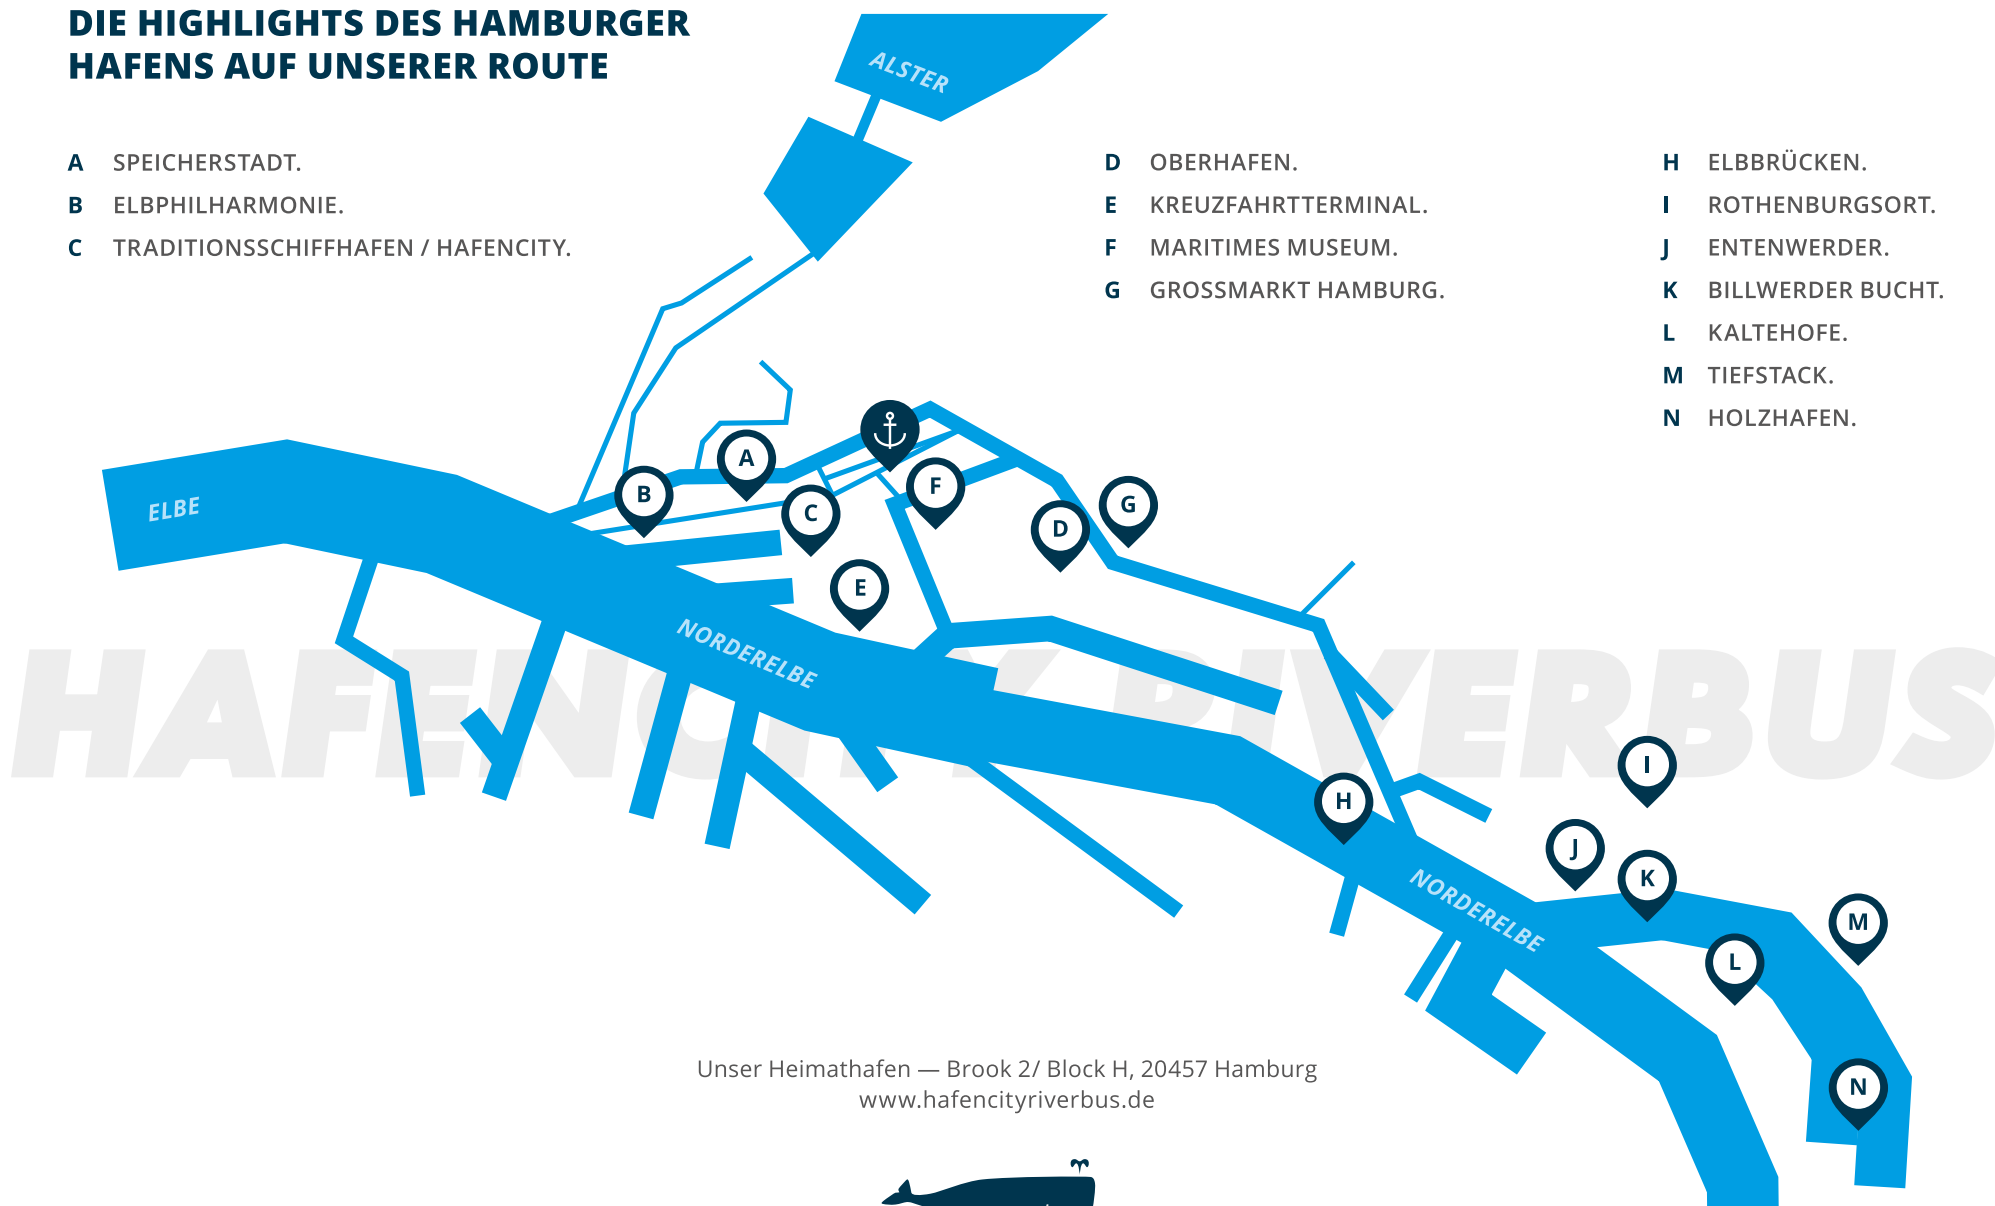 DIE HIGHLIGHTS DES HAMBURGER
HAFENS AUF UNSERER ROUTE
A SPEICHERSTADT.
B ELBPHILHARMONIE.
C TRADITIONSSCHIFFHAFEN / HAFENCITY.
D OBERHAFEN.
E KREUZFAHRTTERMINAL.
F MARITIMES MUSEUM.
G GROSSMARKT HAMBURG.
H ELBBRÜCKEN.
I ROTHENBURGSORT.
J ENTENWERDER.
K BILLWERDER BUCHT.
L KALTEHOFE.
M TIEFSTACK.
N HOLZHAFEN.
ALSTER
A
B
F
C
G
D
ELBE
E
NORDERELBE
HAFENCITY RIVERBUS
I
H
J
K
NORDERELBE
M
L
N
Unser Heimathafen — Brook 2/ Block H, 20457 Hamburg
www.hafencityriverbus.de